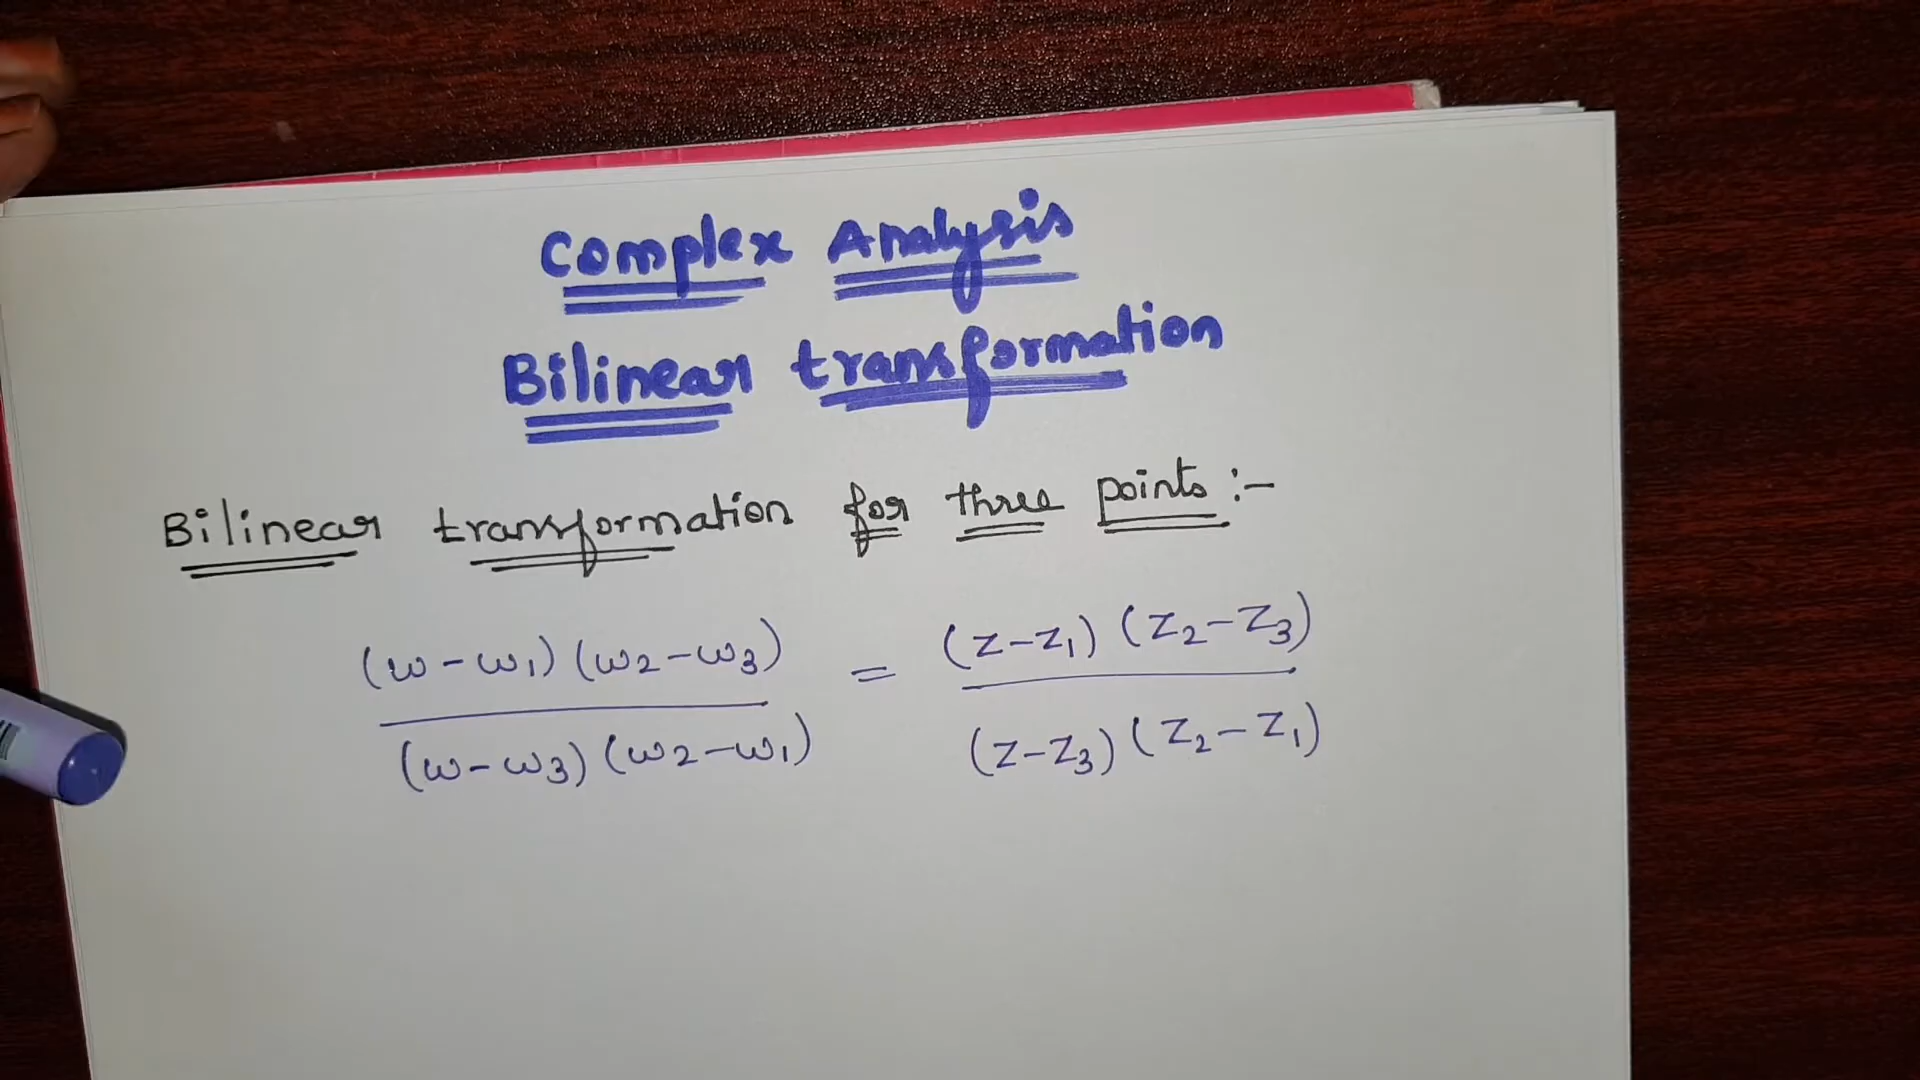 Complex Analysis
Bilinear transformation
Bilinear transformation for three points :-
(w-w₁) (w₂-w₃) / (w-w₃) (w₂-w₁) = (z-z₁) (z₂-z₃) / (z-z₃) (z₂-z₁)